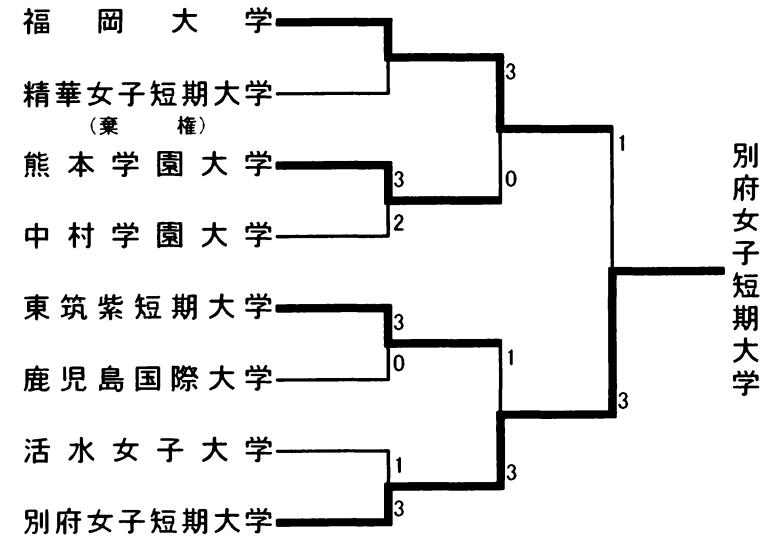 福岡大学
精華女子短期大学
（棄権）
熊本学園大学
中村学園大学
東筑紫短期大学
鹿児島国際大学
活水女子大学
別府女子短期大学
3
2
3
0
1
3
3
0
1
3
1
3
別府女子短期大学